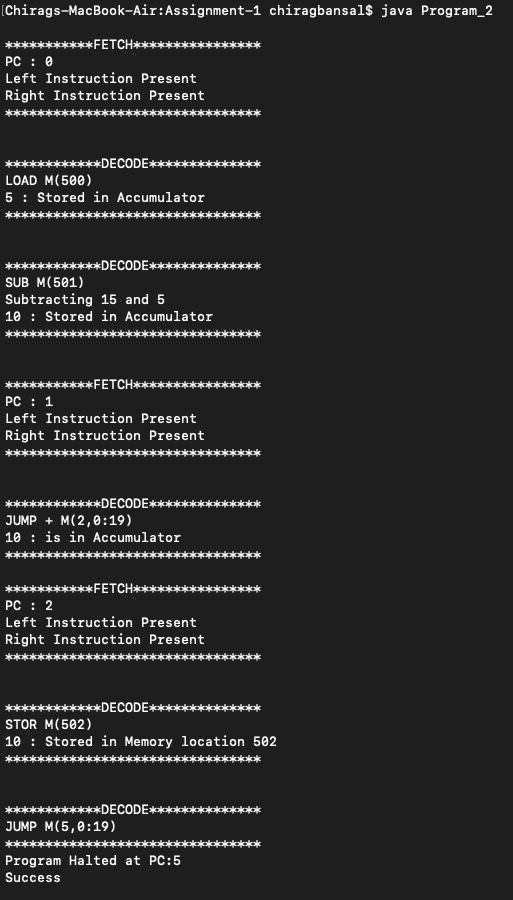 [Chirags-MacBook-Air:Assignment-1 chiragbansal$ java Program_2
***********FETCH****************
PC : 0
Left Instruction Present
Right Instruction Present
********************************
************DECODE**************
LOAD M(500)
5 : Stored in Accumulator
********************************
************DECODE**************
SUB M(501)
Subtracting 15 and 5
10 : Stored in Accumulator
********************************
***********FETCH****************
PC : 1
Left Instruction Present
Right Instruction Present
********************************
************DECODE**************
JUMP + M(2,0:19)
10 : is in Accumulator
********************************
***********FETCH****************
PC : 2
Left Instruction Present
Right Instruction Present
********************************
************DECODE**************
STOR M(502)
10 : Stored in Memory location 502
********************************
************DECODE**************
JUMP M(5,0:19)
********************************
Program Halted at PC:5
Success